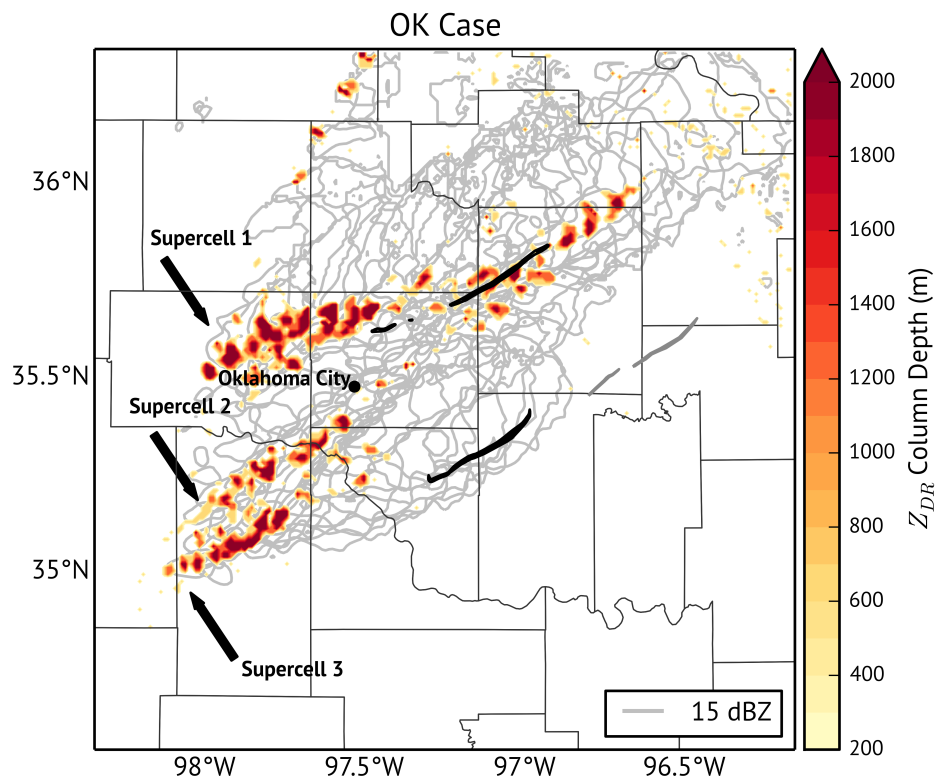 OK Case
36°N
35.5°N
35°N
98°W
97.5°W
97°W
96.5°W
Supercell 1
Oklahoma City
Supercell 2
Supercell 3
15 dBZ
2000
1800
1600
1400
1200
1000
800
600
400
200
Z_DR Column Depth (m)